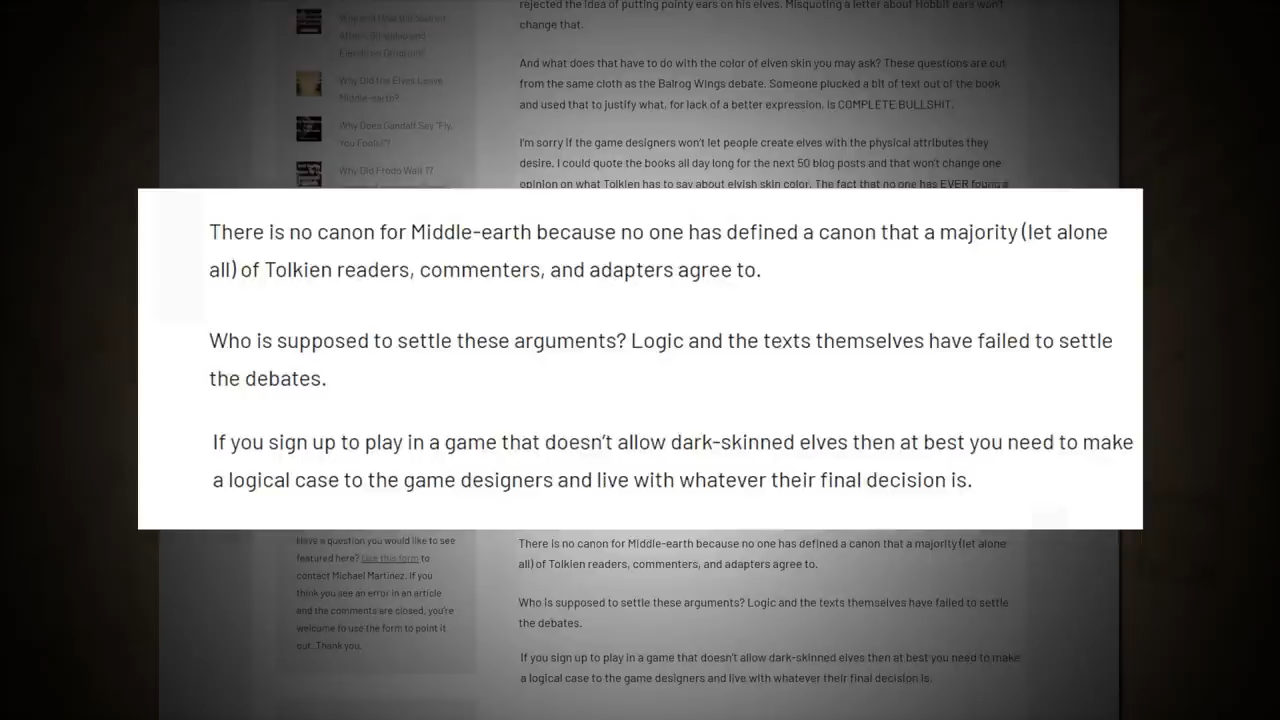 rejected the idea of putting pointy ears on his elves. Misquoting a letter about Hobbit ears won't
change that.
And what does that have to do with the color of elven skin you may ask? These questions are cut
from the same cloth as the Balrog Wings debate. Someone plucked a bit of text out of the book
and used that to justify what, for lack of a better expression, is COMPLETE BULLSHIT.
I'm sorry if the game designers won't let people create elves with the physical attributes they
desire. I could quote the books all day long for the next 50 blog posts and that won't change one
opinion on what Tolkien has to say about elvish skin color. The fact that no one has EVER found a
Why Did the Elves Leave
Middle-earth?
Why Does Gandalf Say "Fly,
You Fools!"?
Why Did Frodo Wait 17
There is no canon for Middle-earth because no one has defined a canon that a majority (let alone
all) of Tolkien readers, commenters, and adapters agree to.
Who is supposed to settle these arguments? Logic and the texts themselves have failed to settle
the debates.
If you sign up to play in a game that doesn't allow dark-skinned elves then at best you need to make
a logical case to the game designers and live with whatever their final decision is.
Have a question you would like to see
featured here? Use this form to
contact Michael Martinez. If you
think you see an error in an article
and the comments are closed, you're
welcome to use the form to point it
out. Thank you.
There is no canon for Middle-earth because no one has defined a canon that a majority (let alone
all) of Tolkien readers, commenters, and adapters agree to.
Who is supposed to settle these arguments? Logic and the texts themselves have failed to settle
the debates.
If you sign up to play in a game that doesn't allow dark-skinned elves then at best you need to make
a logical case to the game designers and live with whatever their final decision is.